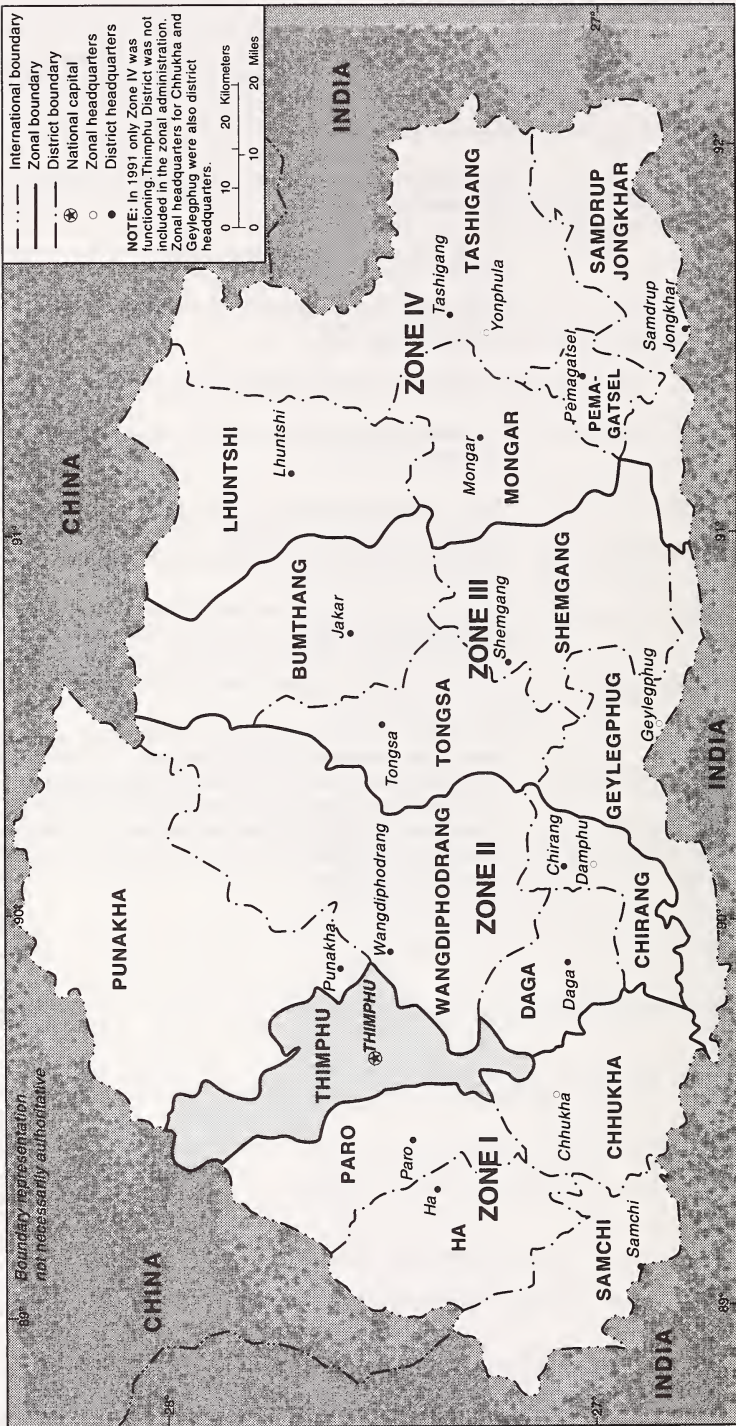 International boundary
Zonal boundary
District boundary
National capital
Zonal headquarters
District headquarters
NOTE: In 1991 only Zone IV was
functioning.Thimphu District was not
included in the zonal administration.
Zonal headquarters for Chhukha and
Geylegphug were also district
headquarters.
0 10 20 Kilometers
0 10 20 Miles
Boundary representation
not necessarily authoritative
89°
90°
91°
28°
CHINA
CHINA
INDIA
27°
PUNAKHA
Punakha
THIMPHU
THIMPHU
PARO
Paro
Ha
HA
ZONE I
SAMCHI
Samchi
Chhukha
CHHUKHA
Wangdiphodrang
WANGDIPHODRANG
ZONE II
DAGA
Daga
Chirang
Damphu
CHIRANG
BUMTHANG
Jakar
Tongsa
TONGSA
ZONE III
Shemgang
SHEMGANG
GEYLEGPHUG
Geylegphug
LHUNTSHI
Lhuntshi
ZONE IV
Tashigang
TASHIGANG
Yonphula
Mongar
MONGAR
Pemagatsel
PEMA-
GATSEL
SAMDRUP
JONGKHAR
Samdrup
Jongkhar
27°
INDIA
INDIA
89°
90°
91°
92°